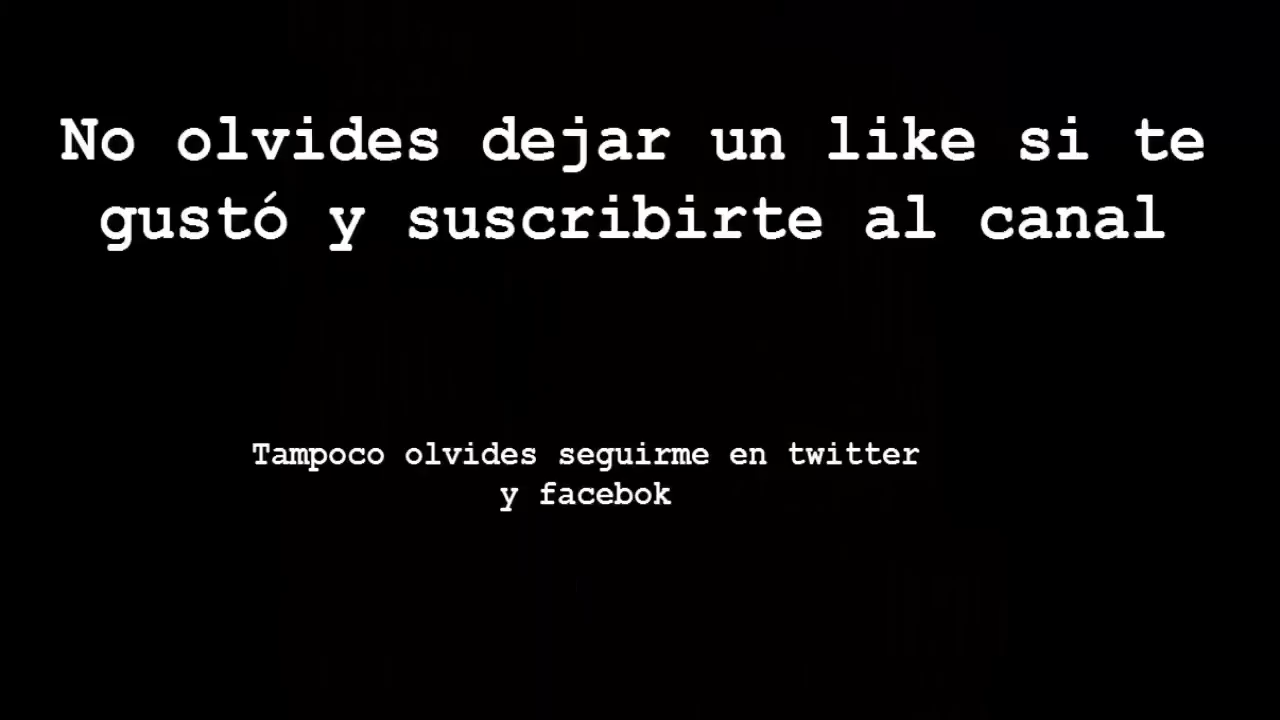 No olvides dejar un like si te
gustó y suscribirte al canal
Tampoco olvides seguirme en twitter
y facebok